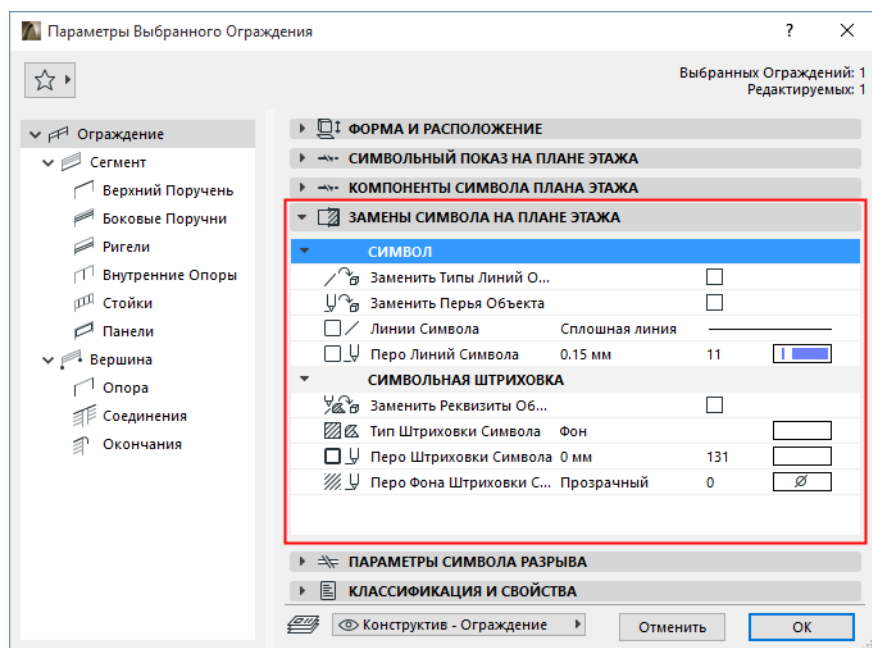 Параметры Выбранного Ограждения
?
Выбранных Ограждений: 1
Редактируемых: 1
Ограждение
Сегмент
Верхний Поручень
Боковые Поручни
Ригели
Внутренние Опоры
Стойки
Панели
Вершина
Опора
Соединения
Окончания
ФОРМА И РАСПОЛОЖЕНИЕ
СИМВОЛЬНЫЙ ПОКАЗ НА ПЛАНЕ ЭТАЖА
КОМПОНЕНТЫ СИМВОЛА ПЛАНА ЭТАЖА
ЗАМЕНЫ СИМВОЛА НА ПЛАНЕ ЭТАЖА
СИМВОЛ
Заменить Типы Линий О...
Заменить Перья Объекта
Линии Символа Сплошная линия
Перо Линий Символа 0.15 мм 11
СИМВОЛЬНАЯ ШТРИХОВКА
Заменить Реквизиты Об...
Тип Штриховки Символа Фон
Перо Штриховки Символа 0 мм 131
Перо Фона Штриховки С... Прозрачный 0
ПАРАМЕТРЫ СИМВОЛА РАЗРЫВА
КЛАССИФИКАЦИЯ И СВОЙСТВА
Конструктив - Ограждение
Отменить
ОК